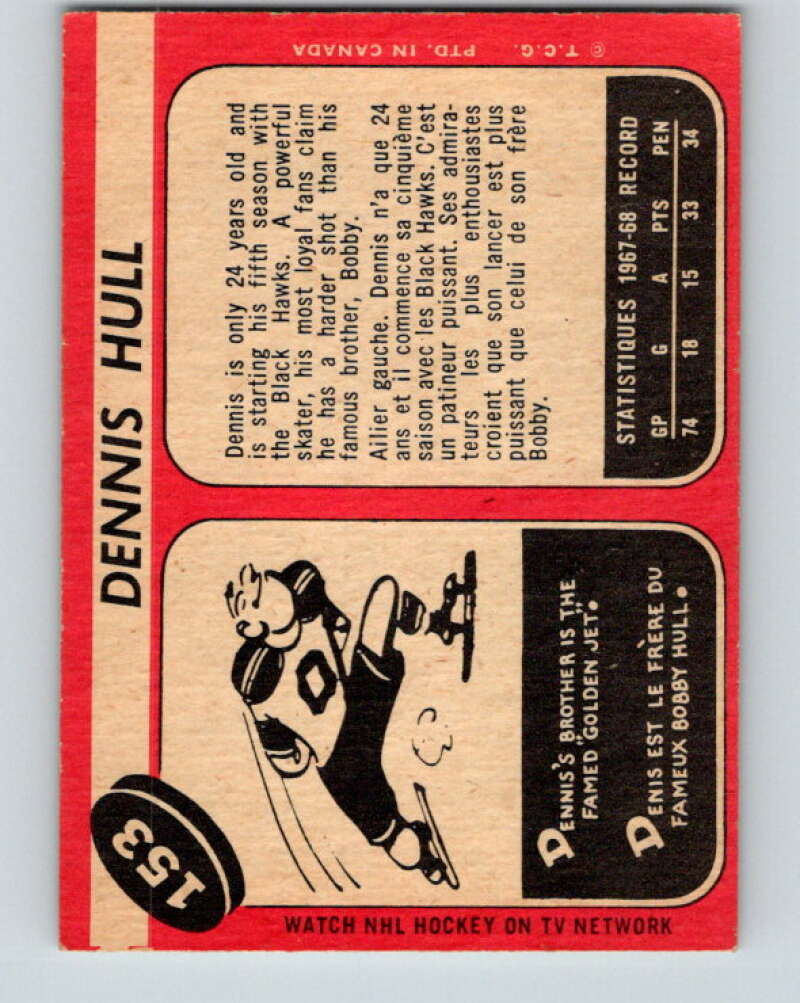 153
DENNIS HULL
Dennis is only 24 years old and
is starting his fifth season with
the Black Hawks. A powerful
skater, his most loyal fans claim
he has a harder shot than his
famous brother, Bobby.
Ailier gauche. Dennis n'a que 24
ans et il commence sa cinquième
saison avec les Black Hawks. C'est
un patineur puissant. Ses admira-
teurs les plus enthousiastes
croient que son lancer est plus
puissant que celui de son frère
Bobby.
STATISTIQUES 1967-68 RECORD
GP G A PTS PEN
74 18 15 33 34
DENNIS'S BROTHER IS THE
FAMED "GOLDEN JET".
DENIS EST LE FRÈRE DU
FAMEUX BOBBY HULL.
WATCH NHL HOCKEY ON TV NETWORK
© T.C.G. PTD. IN CANADA